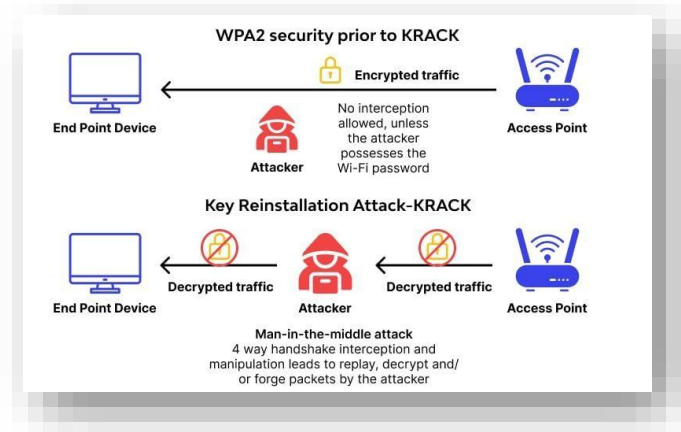 WPA2 security prior to KRACK
Encrypted traffic
End Point Device
Attacker
No interception
allowed, unless
the attacker
possesses the
Wi-Fi password
Access Point
Key Reinstallation Attack-KRACK
Decrypted traffic
Decrypted traffic
End Point Device
Attacker
Access Point
Man-in-the-middle attack
4 way handshake interception and
manipulation leads to replay, decrypt and/
or forge packets by the attacker